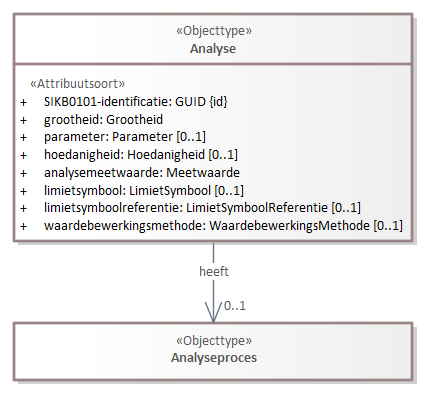 «Objecttype»
Analyse
«Attribuutsoort»
+ SIKB0101-identificatie: GUID {id}
+ grootheid: Grootheid
+ parameter: Parameter [0..1]
+ hoedanigheid: Hoedanigheid [0..1]
+ analysemeetwaarde: Meetwaarde
+ limietsymbool: LimietSymbool [0..1]
+ limietsymboolreferentie: LimietSymboolReferentie [0..1]
+ waardebewerkingsmethode: WaardebewerkingsMethode [0..1]
heeft
0..1
«Objecttype»
Analyseproces